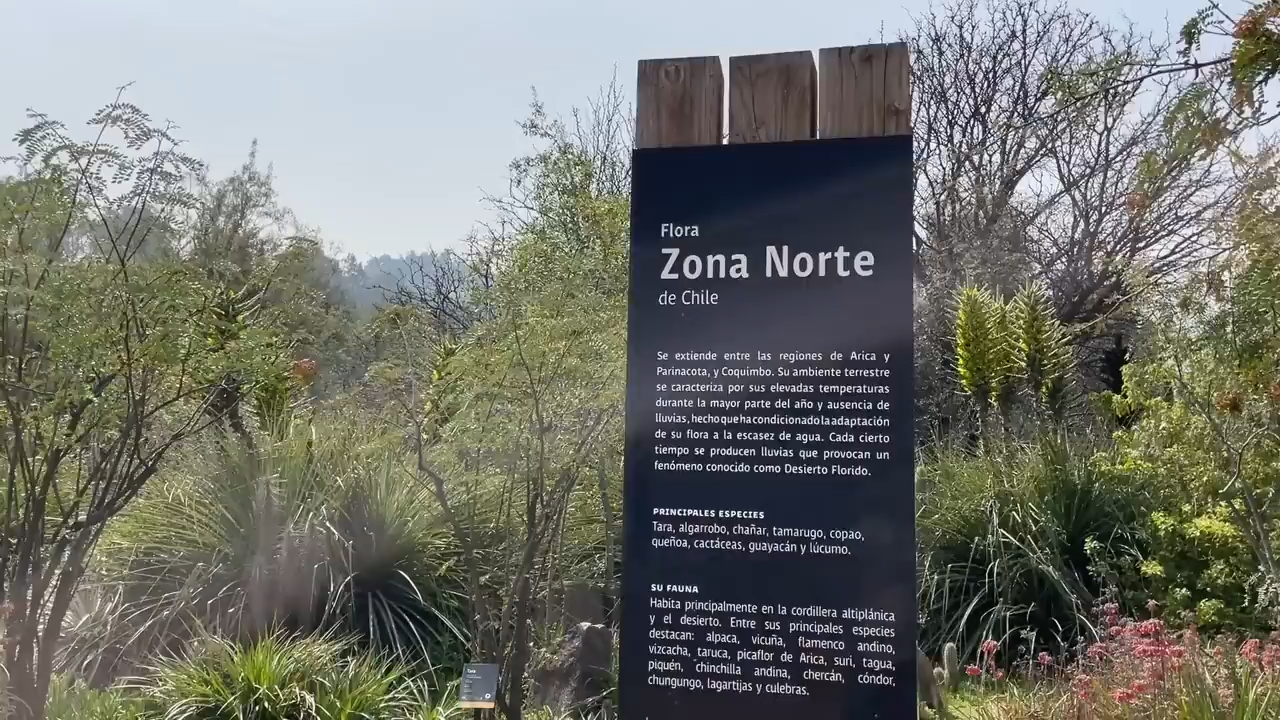 Flora
Zona Norte
de Chile
Se extiende entre las regiones de Arica y
Parinacota, y Coquimbo. Su ambiente terrestre
se caracteriza por sus elevadas temperaturas
durante la mayor parte del año y ausencia de
lluvias, hecho que ha condicionado la adaptación
de su flora a la escasez de agua. Cada cierto
tiempo se producen lluvias que provocan un
fenómeno conocido como Desierto Florido.
PRINCIPALES ESPECIES
Tara, algarrobo, chañar, tamarugo, copao,
queñoa, cactáceas, guayacán y lúcumo.
SU FAUNA
Habita principalmente en la cordillera altiplánica
y el desierto. Entre sus principales especies
destacan: alpaca, vicuña, flamenco andino,
vizcacha, taruca, picaflor de Arica, suri, tagua,
piquén, chinchilla andina, chercán, cóndor,
chungungo, lagartijas y culebras.
Tara